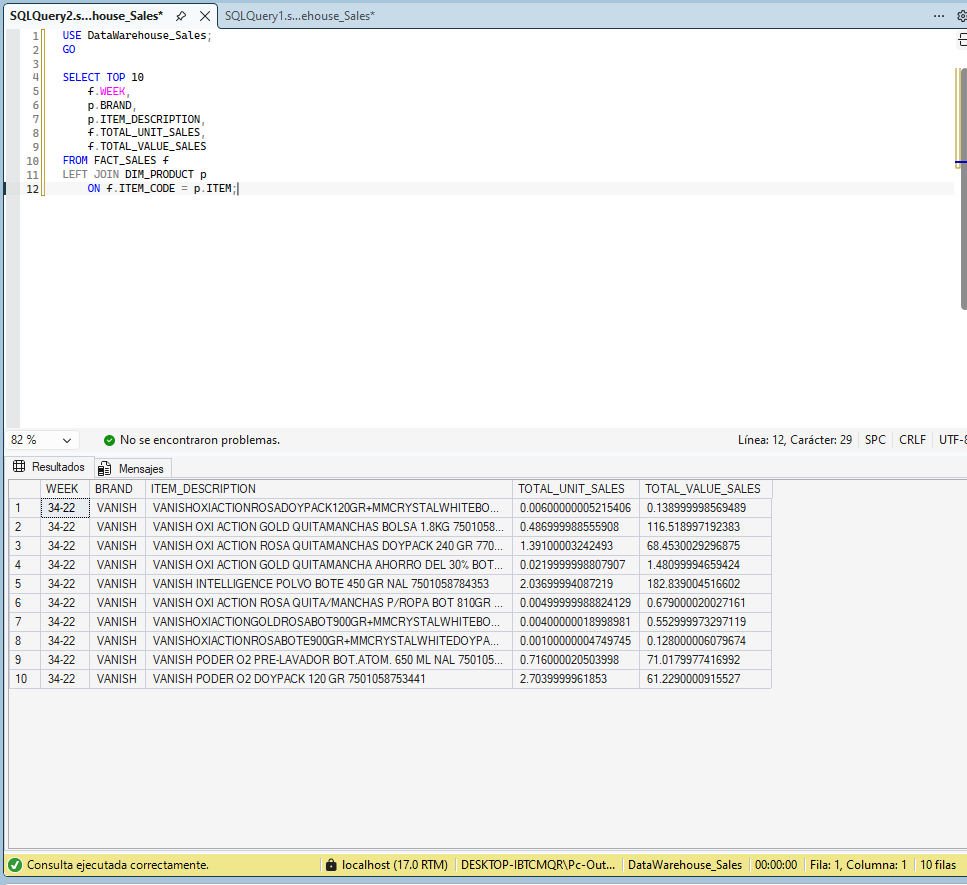 SQLQuery2.s...house_Sales* SQLQuery1.s...ehouse_Sales* ...
1 USE DataWarehouse_Sales;
2 GO
3
4 SELECT TOP 10
5 f.WEEK,
6 p.BRAND,
7 p.ITEM_DESCRIPTION,
8 f.TOTAL_UNIT_SALES,
9 f.TOTAL_VALUE_SALES
10 FROM FACT_SALES f
11 LEFT JOIN DIM_PRODUCT p
12 ON f.ITEM_CODE = p.ITEM;
82 % No se encontraron problemas. Línea: 12, Carácter: 29 SPC CRLF UTF-8
Resultados Mensajes
WEEK BRAND ITEM_DESCRIPTION TOTAL_UNIT_SALES TOTAL_VALUE_SALES
1 34-22 VANISH VANISHOXIACTIONROSADOYPACK120GR+MMCRYSTALWHITEBO... 0.00600000005215406 0.138999998569489
2 34-22 VANISH VANISH OXI ACTION GOLD QUITAMANCHAS BOLSA 1.8KG 7501058... 0.486999988555908 116.518997192383
3 34-22 VANISH VANISH OXI ACTION ROSA QUITAMANCHAS DOYPACK 240 GR 770... 1.39100003242493 68.4530029296875
4 34-22 VANISH VANISH OXI ACTION GOLD QUITAMANCHA AHORRO DEL 30% BOT... 0.0219999998807907 1.48099994659424
5 34-22 VANISH VANISH INTELLIGENCE POLVO BOTE 450 GR NAL 7501058784353 2.03699994087219 182.839004516602
6 34-22 VANISH VANISH OXI ACTION ROSA QUITA/MANCHAS P/ROPA BOT 810GR ... 0.00499999988824129 0.679000020027161
7 34-22 VANISH VANISHOXIACTIONGOLDROSABOT900GR+MMCRYSTALWHITEBO... 0.00400000018998981 0.552999973297119
8 34-22 VANISH VANISHOXIACTIONROSABOTE900GR+MMCRYSTALWHITEDOYPA... 0.00100000004749745 0.128000006079674
9 34-22 VANISH VANISH PODER O2 PRE-LAVADOR BOT.ATOM. 650 ML NAL 750105... 0.716000020503998 71.0179977416992
10 34-22 VANISH VANISH PODER O2 DOYPACK 120 GR 7501058753441 2.7039999961853 61.2290000915527
Consulta ejecutada correctamente. localhost (17.0 RTM) DESKTOP-IBTCMQR\Pc-Out... DataWarehouse_Sales 00:00:00 Fila: 1, Columna: 1 10 filas